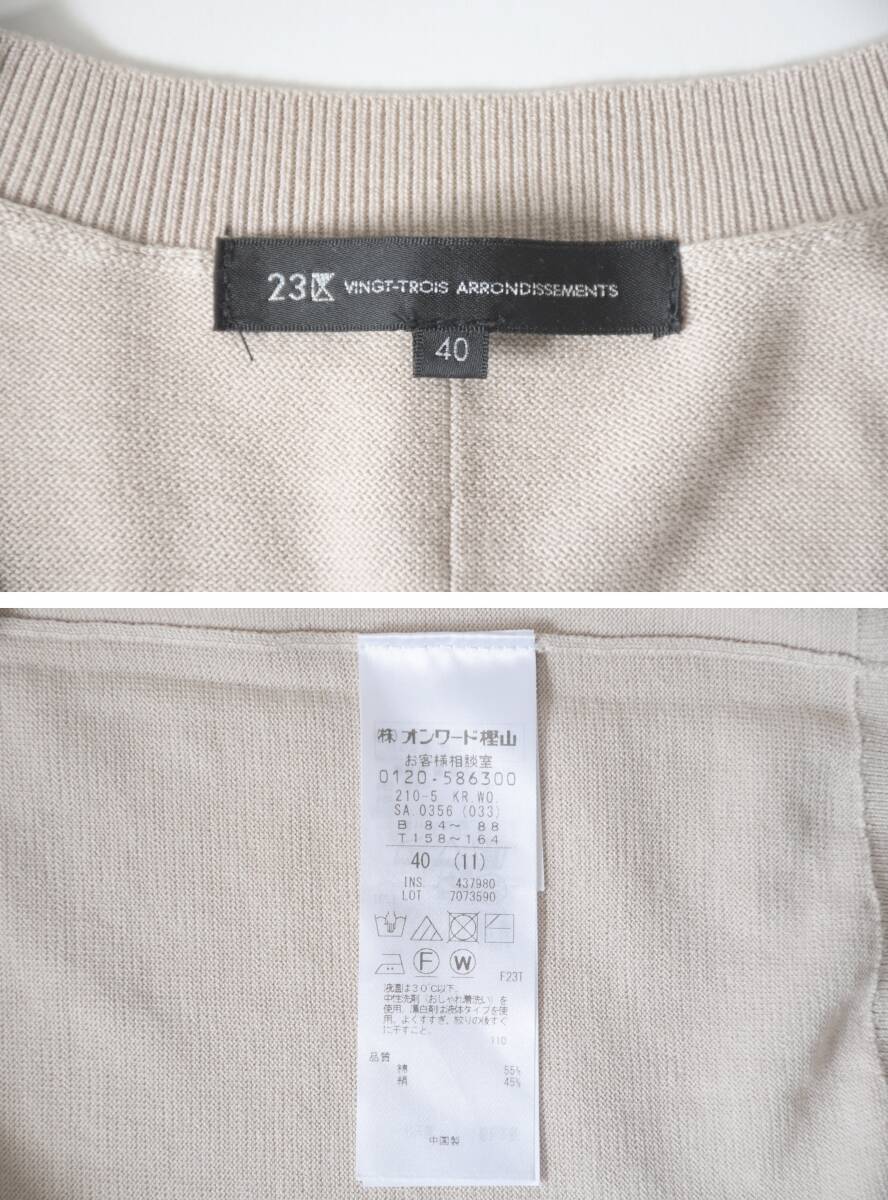 23区 VINGT-TROIS ARRONDISSEMENTS
40
(株)オンワード樫山
お客様相談室
0120-586300
210-5 KR.WO.
SA.0356 (033)
B 84〜 88
T.158〜164
40 (11)
INS. 437980
LOT 7073590
F W
F23T
液温は30℃以下。
中性洗剤(おしゃれ着洗い)を
使用。漂白剤は液体タイプを使
用。よくすすぎ、絞りの後すぐ
に干すこと。
110
品質
綿 55%
絹 45%
中国製